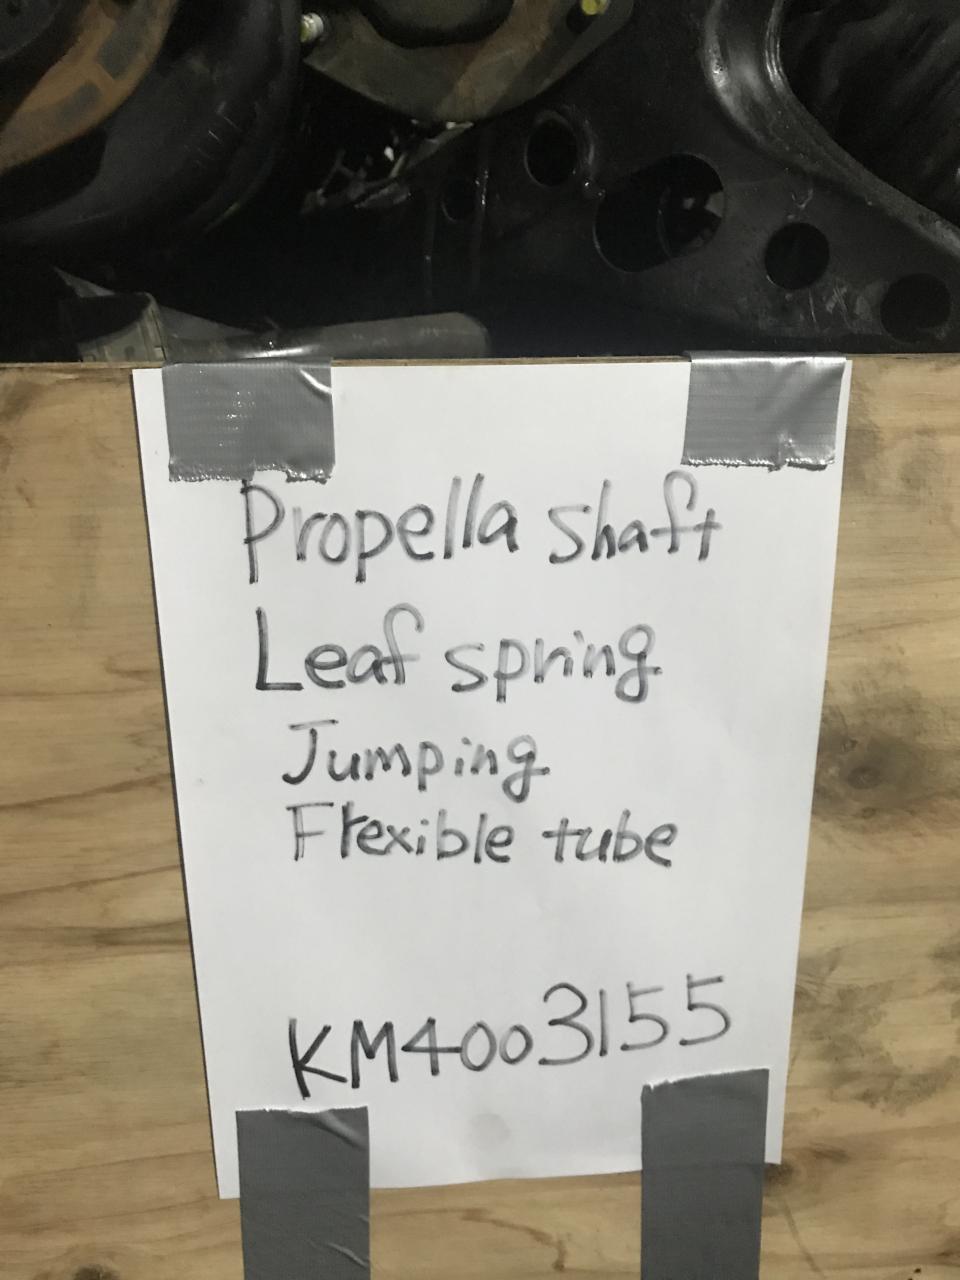 Propella shaft
Leaf spring
Jumping
Flexible tube
KM4003155